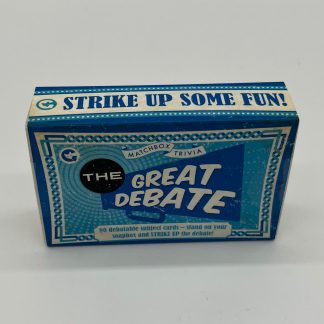 STRIKE UP SOME FUN!
MATCHBOX TRIVIA
THE
GREAT
DEBATE
50 debatable subject cards – stand on your
soapbox and STRIKE UP the debate!